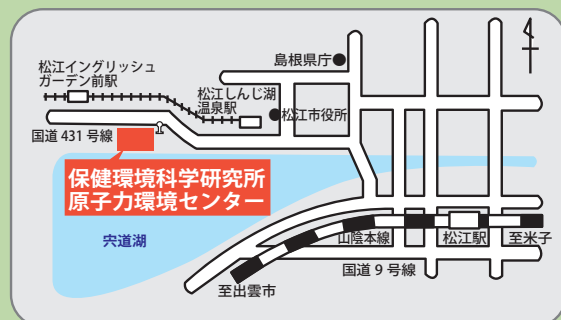 島根県庁
松江イングリッシュ
ガーデン前駅
松江しんじ湖
温泉駅
松江市役所
国道 431 号線
保健環境科学研究所
原子力環境センター
宍道湖
山陰本線
松江駅
至米子
国道 9 号線
至出雲市